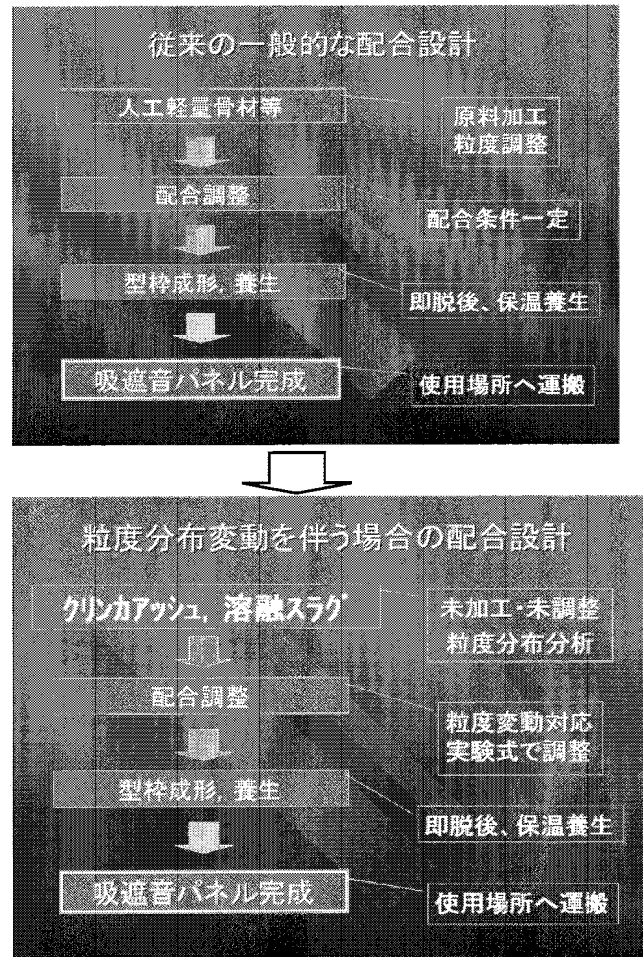 従来の一般的な配合設計
人工軽量骨材等
原料加工
粒度調整
配合調整
配合条件一定
型枠成形, 養生
即脱後、保温養生
吸遮音パネル完成
使用場所へ運搬
粒度分布変動を伴う場合の配合設計
クリンカアッシュ, 溶融スラグ
未加工・未調整
粒度分布分析
配合調整
粒度変動対応
実験式で調整
型枠成形, 養生
即脱後、保温養生
吸遮音パネル完成
使用場所へ運搬